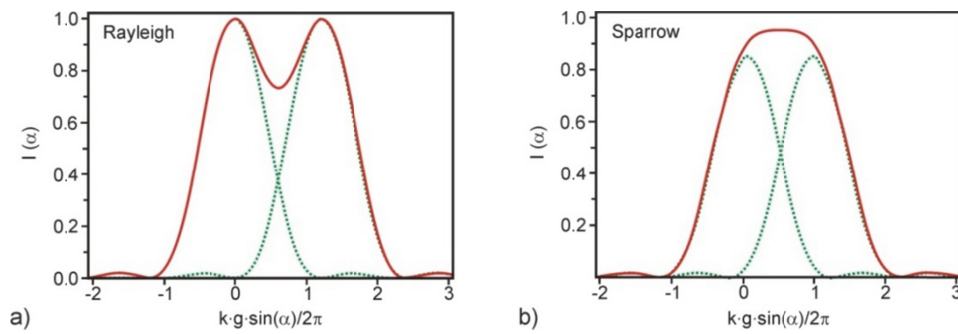 Rayleigh
1.0
0.8
0.6
0.4
0.2
0.0
I (α)
-2 -1 0 1 2 3
k·g·sin(α)/2π
a)
Sparrow
1.0
0.8
0.6
0.4
0.2
I (α)
-2 -1 0 1 2 3
k·g·sin(α)/2π
b)